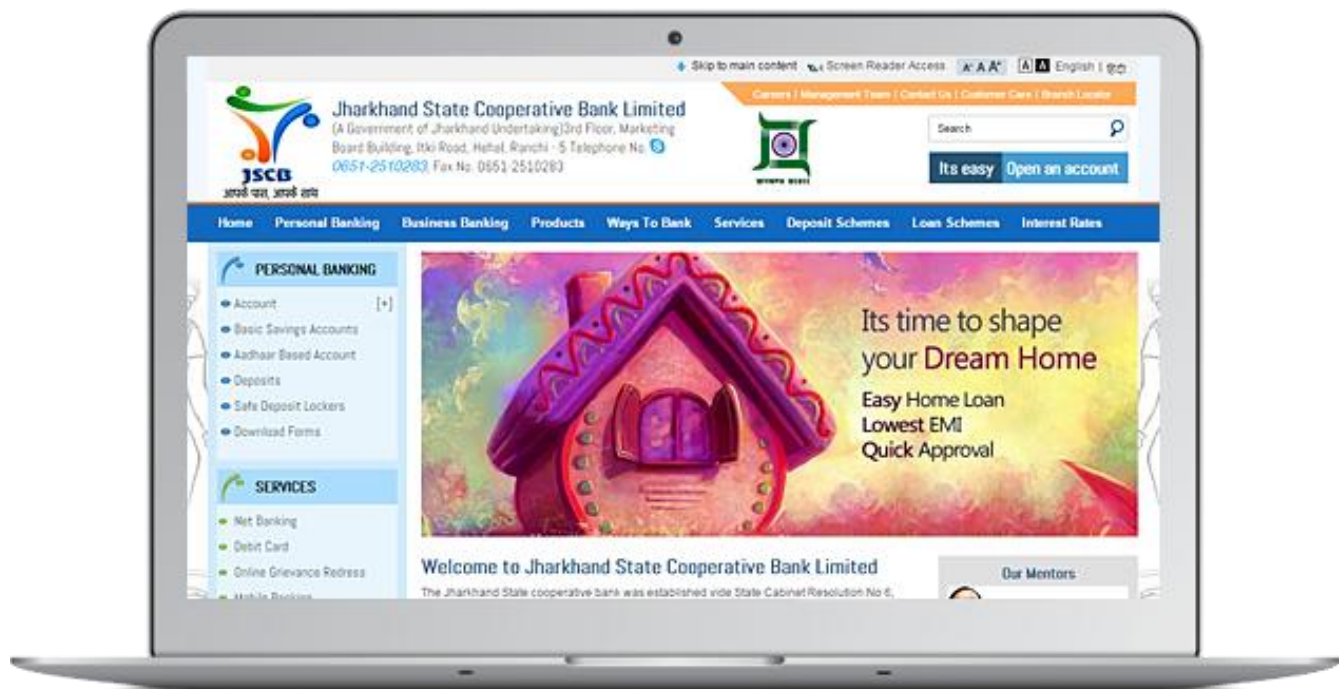 Skip to main content Screen Reader Access A- A A+ A A English | हिन्दी
Careers | Management Team | Contact Us | Customer Care | Branch Locator
Jharkhand State Cooperative Bank Limited
(A Government of Jharkhand Undertaking)3rd Floor, Marketing
Board Building, Itki Road, Hehal, Ranchi - 5 Telephone No.
0651-2510283, Fax No. 0651-2510283
JSCB
आपके पास, आपके साथ
Search
Its easy Open an account
Home Personal Banking Business Banking Products Ways To Bank Services Deposit Schemes Loan Schemes Interest Rates
PERSONAL BANKING
Account [+]
Basic Savings Accounts
Aadhaar Based Account
Deposits
Safe Deposit Lockers
Download Forms
SERVICES
Net Banking
Debit Card
Online Grievance Redress
Mobile Banking
Its time to shape
your Dream Home
Easy Home Loan
Lowest EMI
Quick Approval
Welcome to Jharkhand State Cooperative Bank Limited
The Jharkhand State cooperative bank was established vide State Cabinet Resolution No 6,
Our Mentors